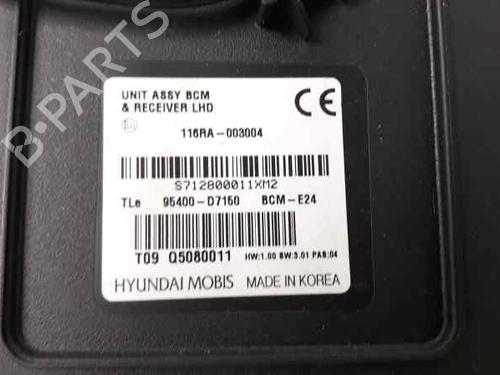 B-PARTS
UNIT ASSY BCM
& RECEIVER LHD
CE
116RA-003004
S712800011XM2
TLe 95400-D7150 BCM-E24
T09 Q5080011 HW:1.00 SW:3.01 PAB:04
HYUNDAI MOBIS MADE IN KOREA